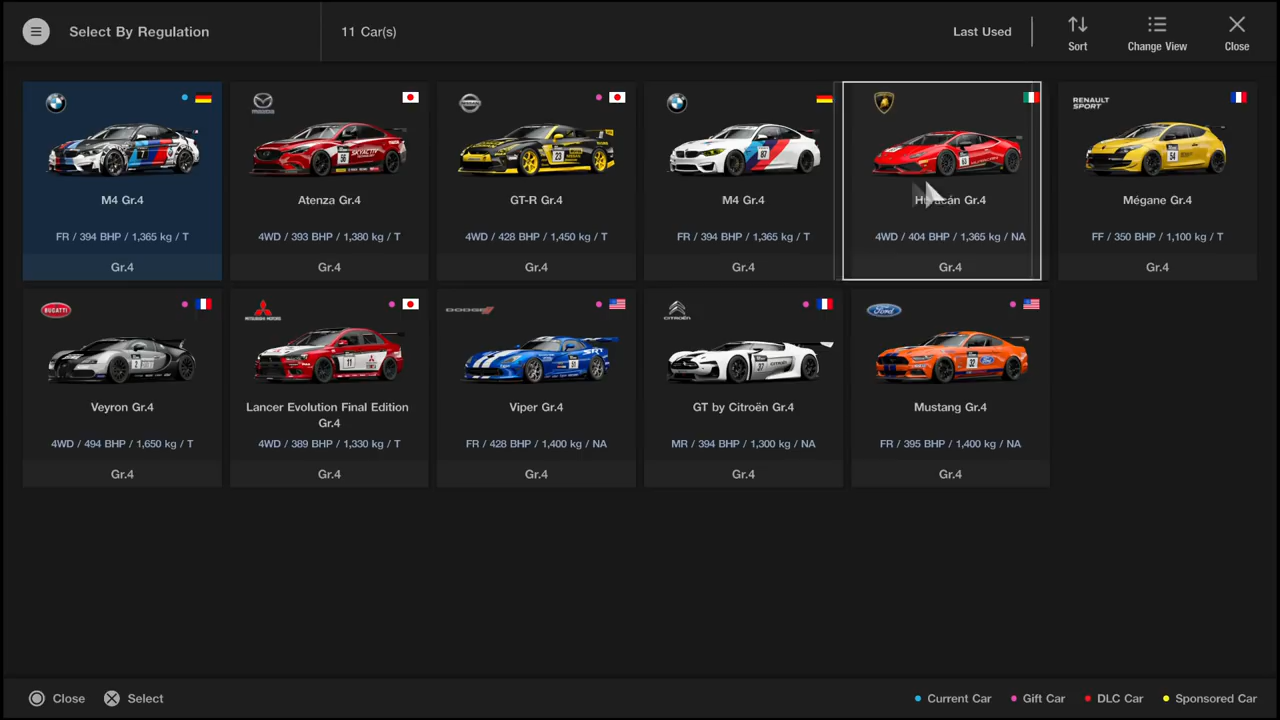 Select By Regulation
11 Car(s)
Last Used
Sort
Change View
Close
M4 Gr.4
FR / 394 BHP / 1,365 kg / T
Gr.4
MAZDA
Atenza Gr.4
4WD / 393 BHP / 1,380 kg / T
Gr.4
NISSAN
GT-R Gr.4
4WD / 428 BHP / 1,450 kg / T
Gr.4
M4 Gr.4
FR / 394 BHP / 1,365 kg / T
Gr.4
Huracán Gr.4
4WD / 404 BHP / 1,365 kg / NA
Gr.4
RENAULT
SPORT
Mégane Gr.4
FF / 350 BHP / 1,100 kg / T
Gr.4
BUGATTI
Veyron Gr.4
4WD / 494 BHP / 1,650 kg / T
Gr.4
MITSUBISHI
MOTORS
Lancer Evolution Final Edition
Gr.4
4WD / 389 BHP / 1,330 kg / T
Gr.4
DODGE
Viper Gr.4
FR / 428 BHP / 1,400 kg / NA
Gr.4
CITROËN
GT by Citroën Gr.4
MR / 394 BHP / 1,300 kg / NA
Gr.4
Ford
Mustang Gr.4
FR / 395 BHP / 1,400 kg / NA
Gr.4
Close
Select
Current Car
Gift Car
DLC Car
Sponsored Car